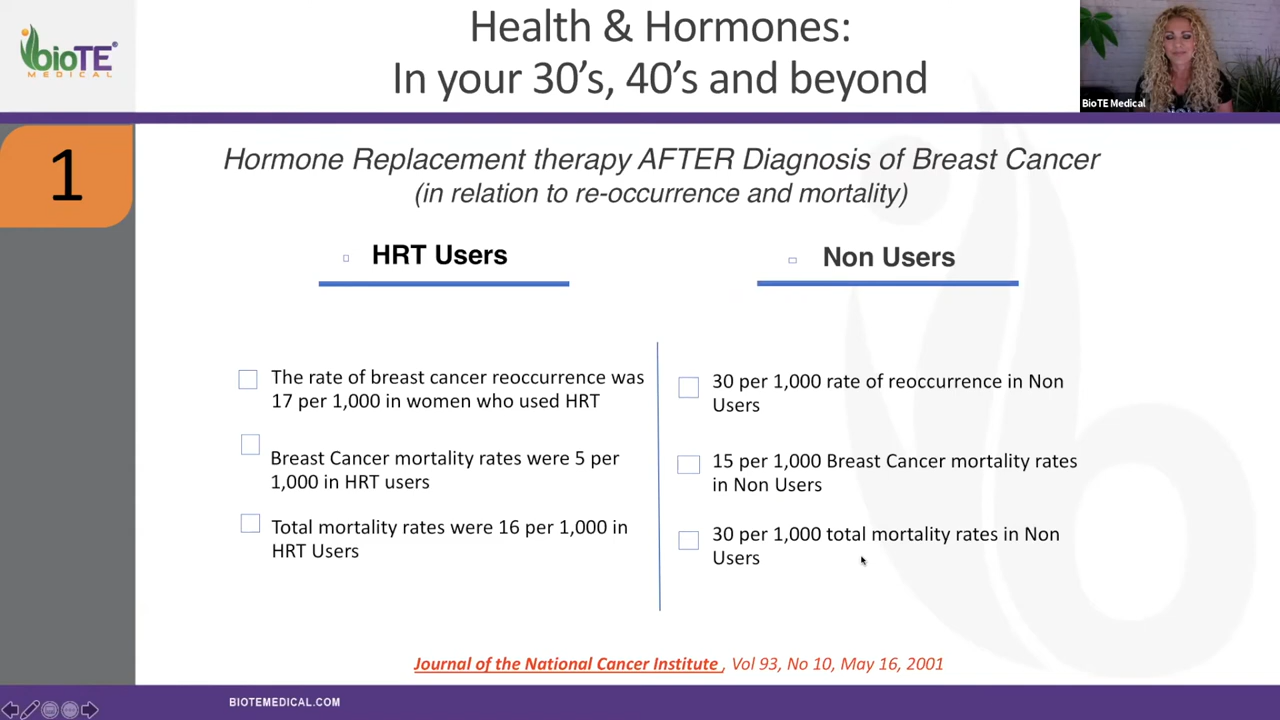 bioTE®
MEDICAL
Health & Hormones:
In your 30's, 40's and beyond
BioTE Medical
1
Hormone Replacement therapy AFTER Diagnosis of Breast Cancer
(in relation to re-occurrence and mortality)
HRT Users
The rate of breast cancer reoccurrence was
17 per 1,000 in women who used HRT
Breast Cancer mortality rates were 5 per
1,000 in HRT users
Total mortality rates were 16 per 1,000 in
HRT Users
Non Users
30 per 1,000 rate of reoccurrence in Non
Users
15 per 1,000 Breast Cancer mortality rates
in Non Users
30 per 1,000 total mortality rates in Non
Users
Journal of the National Cancer Institute , Vol 93, No 10, May 16, 2001
BIOTEMEDICAL.COM